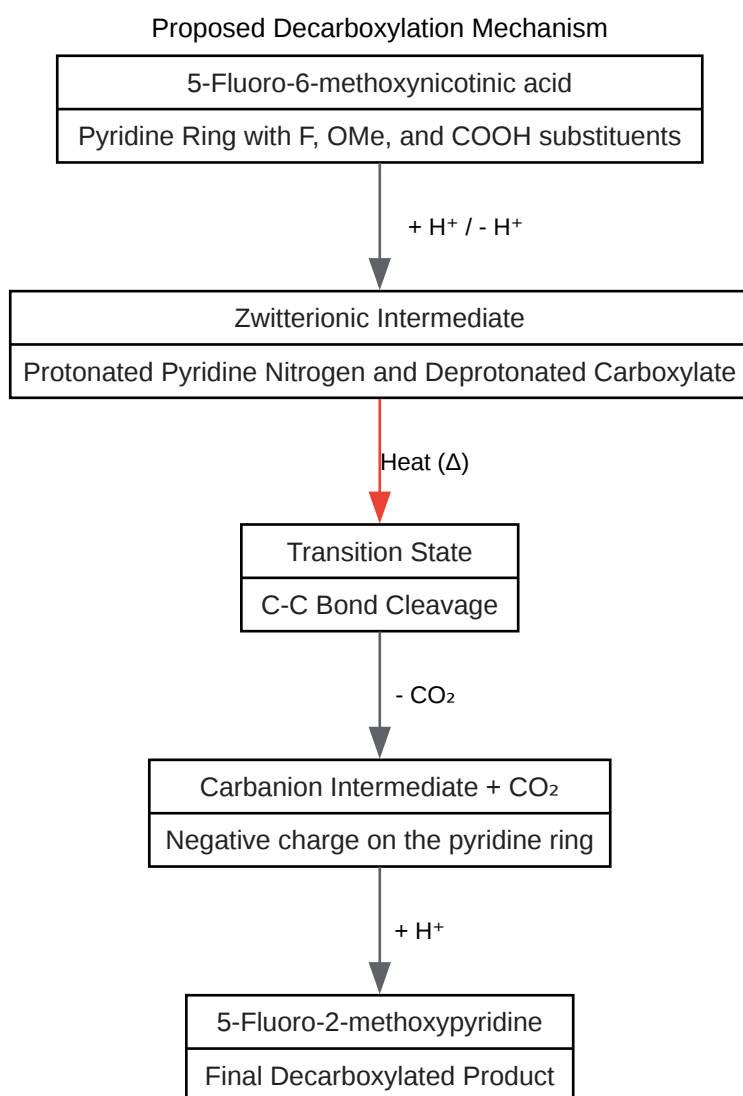 Proposed Decarboxylation Mechanism
5-Fluoro-6-methoxynicotinic acid
Pyridine Ring with F, OMe, and COOH substituents
+ H⁺ / - H⁺
Zwitterionic Intermediate
Protonated Pyridine Nitrogen and Deprotonated Carboxylate
Heat (Δ)
Transition State
C-C Bond Cleavage
- CO₂
Carbanion Intermediate + CO₂
Negative charge on the pyridine ring
+ H⁺
5-Fluoro-2-methoxypyridine
Final Decarboxylated Product